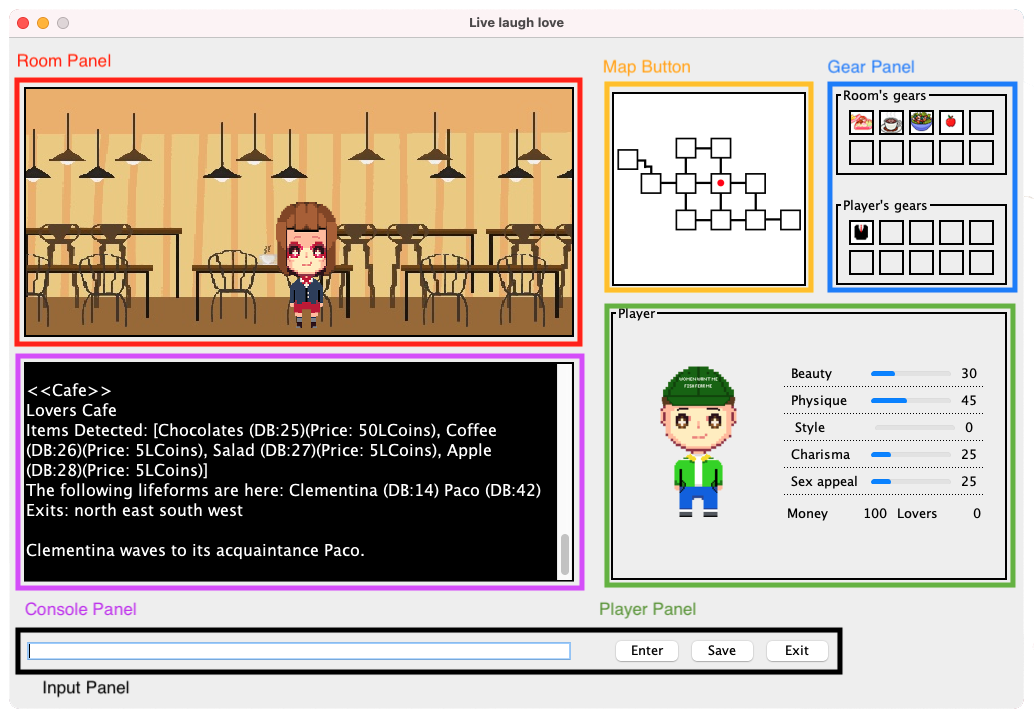 Live laugh love
Room Panel
Map Button
Gear Panel
Room's gears
Player's gears
<<Cafe>>
Lovers Cafe
Items Detected: [Chocolates (DB:25)(Price: 50LCoins), Coffee
(DB:26)(Price: 5LCoins), Salad (DB:27)(Price: 5LCoins), Apple
(DB:28)(Price: 5LCoins)]
The following lifeforms are here: Clementina (DB:14) Paco (DB:42)
Exits: north east south west
Clementina waves to its acquaintance Paco.
Player
WOMEN WANT ME
FISH FEAR ME
Beauty 30
Physique 45
Style 0
Charisma 25
Sex appeal 25
Money 100 Lovers 0
Console Panel
Player Panel
Enter Save Exit
Input Panel